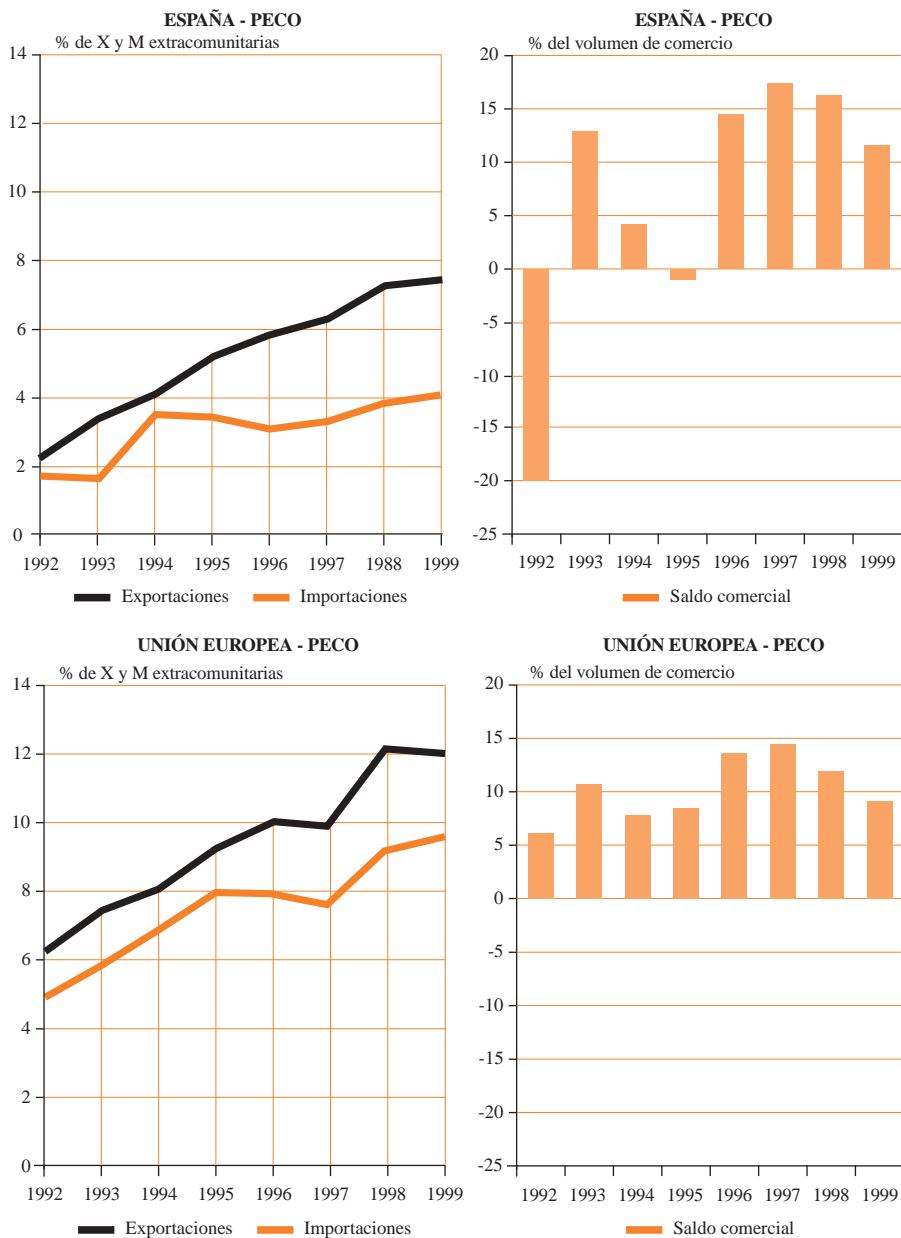 ESPAÑA - PECO
% de X y M extracomunitarias
14
12
10
8
6
4
2
0
1992 1993 1994 1995 1996 1997 1988 1999
Exportaciones Importaciones
ESPAÑA - PECO
% del volumen de comercio
20
15
10
5
0
-5
-10
-15
-20
-25
1992 1993 1994 1995 1996 1997 1998 1999
Saldo comercial
UNIÓN EUROPEA - PECO
% de X y M extracomunitarias
14
12
10
8
6
4
2
0
1992 1993 1994 1995 1996 1997 1998 1999
Exportaciones Importaciones
UNIÓN EUROPEA - PECO
% del volumen de comercio
20
15
10
5
0
-5
-10
-15
-20
-25
1992 1993 1994 1995 1996 1997 1998 1999
Saldo comercial